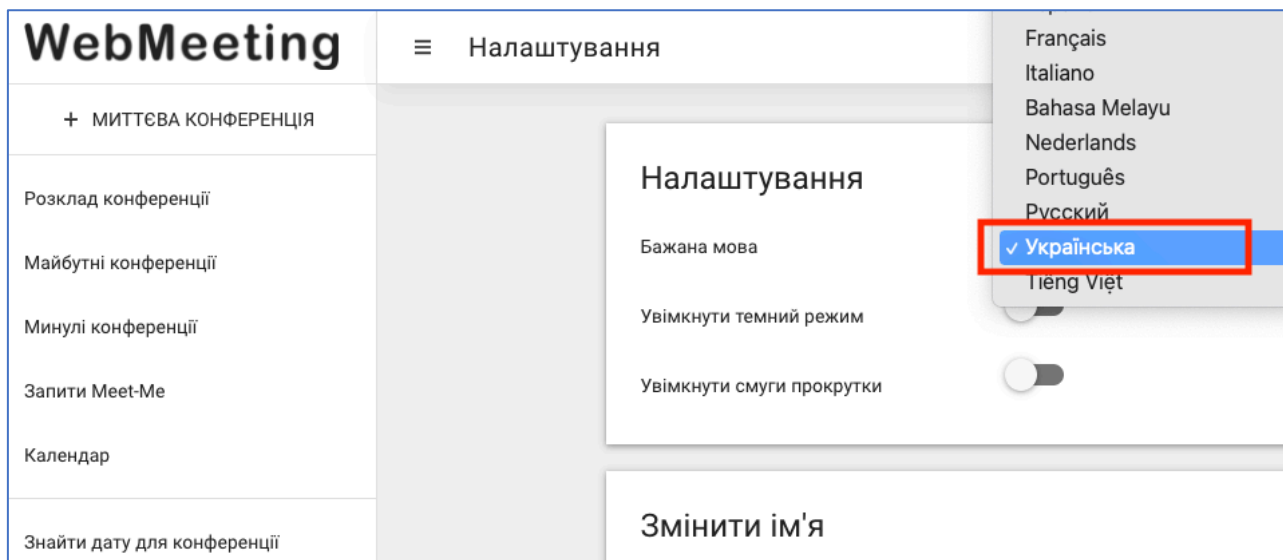 WebMeeting
Налаштування
+ МИТТЄВА КОНФЕРЕНЦІЯ
Розклад конференції
Майбутні конференції
Минулі конференції
Запити Meet-Me
Календар
Знайти дату для конференції
Налаштування
Бажана мова
Увімкнути темний режим
Увімкнути смуги прокрутки
Змінити ім'я
Français
Italiano
Bahasa Melayu
Nederlands
Português
Русский
✓ Українська
Tiếng Việt